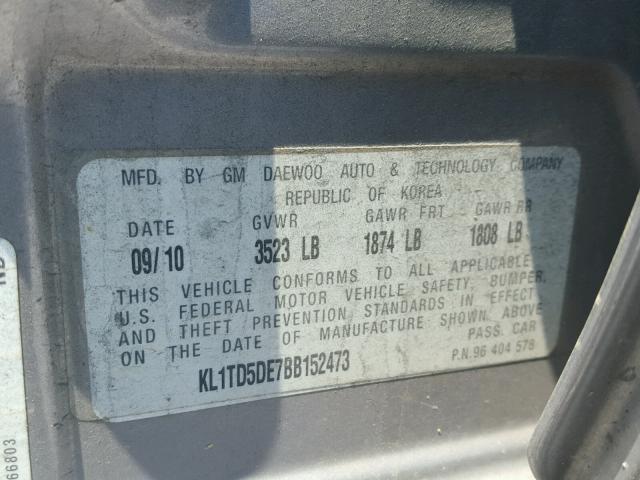 MFD. BY GM DAEWOO AUTO & TECHNOLOGY COMPANY
REPUBLIC OF KOREA
DATE GVWR GAWR FRT GAWR RR
09/10 3523 LB 1874 LB 1808 LB
THIS VEHICLE CONFORMS TO ALL APPLICABLE
U.S. FEDERAL MOTOR VEHICLE SAFETY, BUMPER,
AND THEFT PREVENTION STANDARDS IN EFFECT
ON THE DATE OF MANUFACTURE SHOWN ABOVE
PASS. CAR
KL1TD5DE7BB152473
P.N.96 404 578
66803